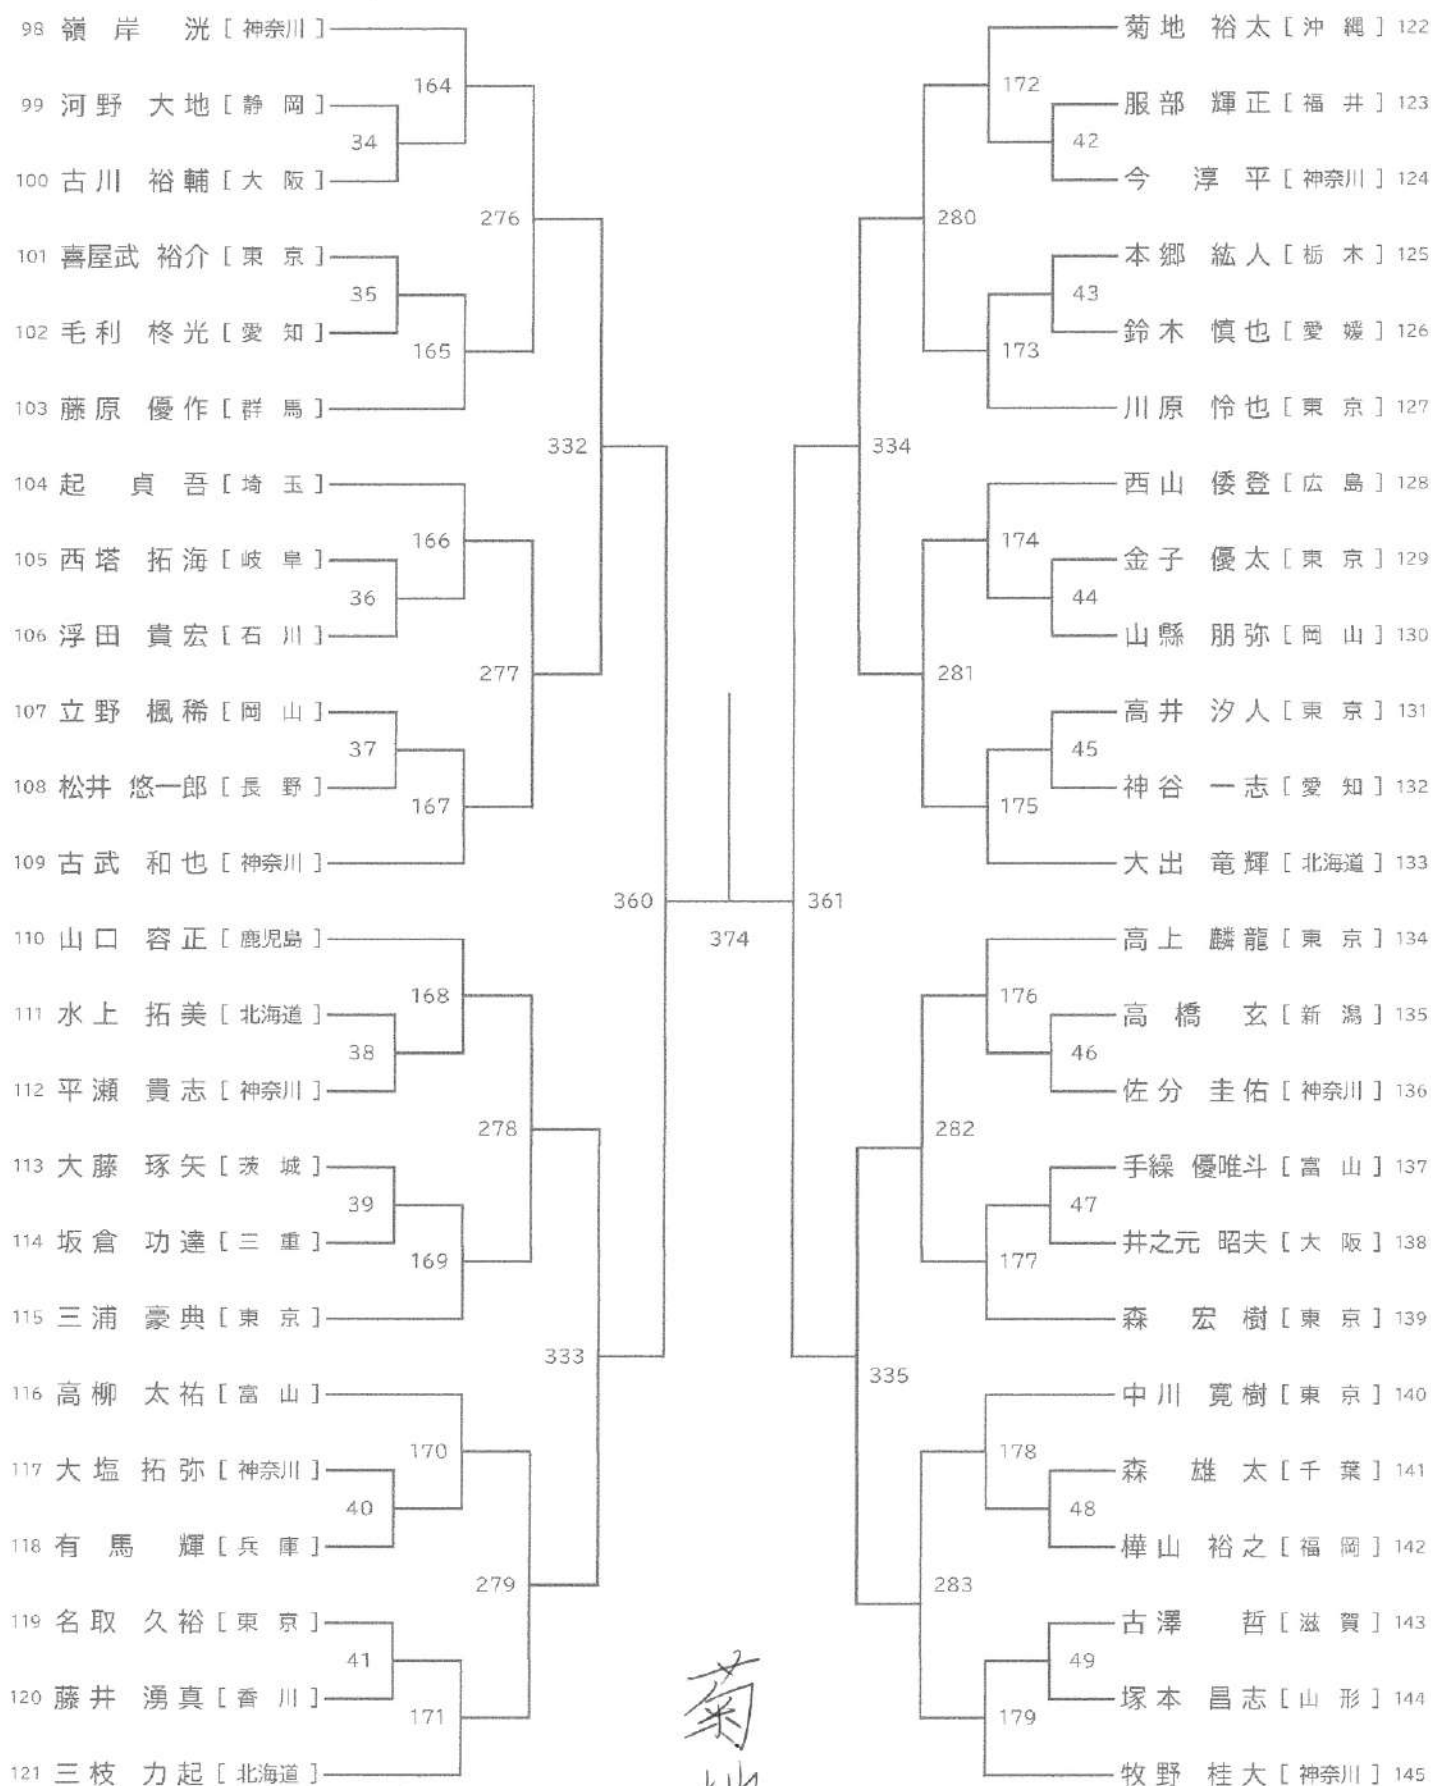 98 嶺岸 洸 [神奈川]
99 河野 大地 [静岡]
100 古川 裕輔 [大阪]
101 喜屋武 裕介 [東京]
102 毛利 柊光 [愛知]
103 藤原 優作 [群馬]
104 起 貞吾 [埼玉]
105 西塔 拓海 [岐阜]
106 浮田 貴宏 [石川]
107 立野 楓稀 [岡山]
108 松井 悠一郎 [長野]
109 古武 和也 [神奈川]
110 山口 容正 [鹿児島]
111 水上 拓美 [北海道]
112 平瀬 貴志 [神奈川]
113 大藤 琢矢 [茨城]
114 坂倉 功達 [三重]
115 三浦 豪典 [東京]
116 高柳 太祐 [富山]
117 大塩 拓弥 [神奈川]
118 有馬 輝 [兵庫]
119 名取 久裕 [東京]
120 藤井 湧真 [香川]
121 三枝 力起 [北海道]
34
35
36
37
38
39
40
41
164
165
166
167
168
169
170
171
276
277
278
279
332
333
360
374
361
334
335
280
281
282
283
172
173
174
175
176
177
178
179
42
43
44
45
46
47
48
49
菊地 裕太 [沖縄] 122
服部 輝正 [福井] 123
今 淳平 [神奈川] 124
本郷 紘人 [栃木] 125
鈴木 慎也 [愛媛] 126
川原 怜也 [東京] 127
西山 倭登 [広島] 128
金子 優太 [東京] 129
山縣 朋弥 [岡山] 130
高井 汐人 [東京] 131
神谷 一志 [愛知] 132
大出 竜輝 [北海道] 133
高上 麟龍 [東京] 134
高橋 玄 [新潟] 135
佐分 圭佑 [神奈川] 136
手繰 優唯斗 [富山] 137
井之元 昭夫 [大阪] 138
森 宏樹 [東京] 139
中川 寛樹 [東京] 140
森 雄太 [千葉] 141
樺山 裕之 [福岡] 142
古澤 哲 [滋賀] 143
塚本 昌志 [山形] 144
牧野 桂大 [神奈川] 145
菊